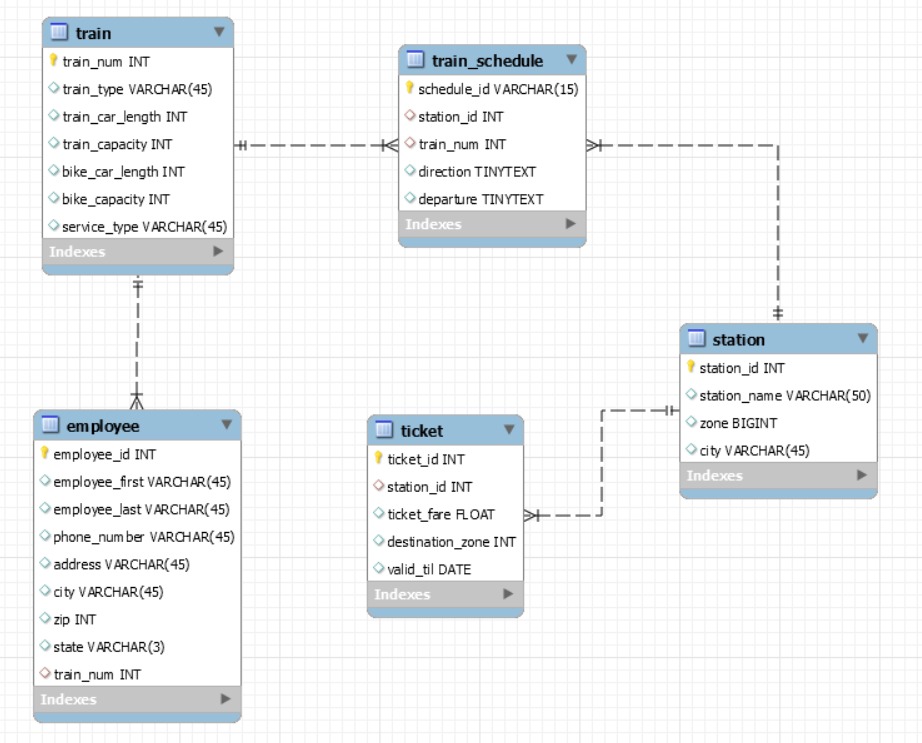 train
train_num INT
train_type VARCHAR(45)
train_car_length INT
train_capacity INT
bike_car_length INT
bike_capacity INT
service_type VARCHAR(45)
Indexes
train_schedule
schedule_id VARCHAR(15)
station_id INT
train_num INT
direction TINYTEXT
departure TINYTEXT
Indexes
station
station_id INT
station_name VARCHAR(50)
zone BIGINT
city VARCHAR(45)
Indexes
employee
employee_id INT
employee_first VARCHAR(45)
employee_last VARCHAR(45)
phone_number VARCHAR(45)
address VARCHAR(45)
city VARCHAR(45)
zip INT
state VARCHAR(3)
train_num INT
Indexes
ticket
ticket_id INT
station_id INT
ticket_fare FLOAT
destination_zone INT
valid_til DATE
Indexes